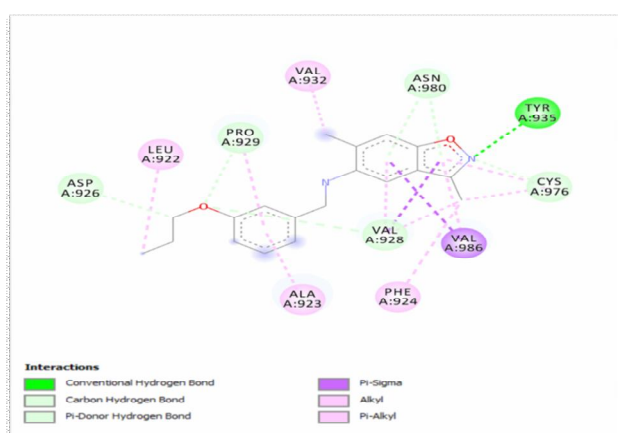 VAL
A:932
ASN
A:980
TYR
A:935
PRO
A:929
LEU
A:922
O
N
ASP
A:926
N
CYS
A:976
O
VAL
A:928
VAL
A:986
PHE
A:924
ALA
A:923
Interactions
Conventional Hydrogen Bond
Carbon Hydrogen Bond
Pi-Donor Hydrogen Bond
Pi-Sigma
Alkyl
Pi-Alkyl